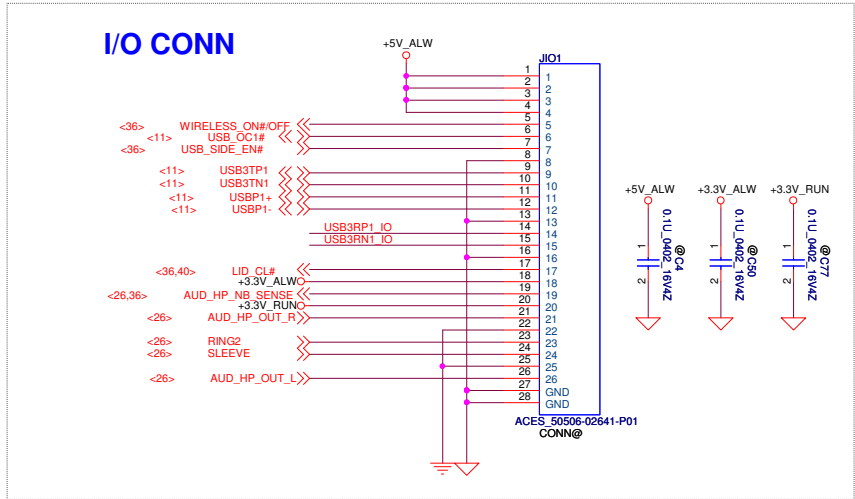 I/O CONN
+5V_ALW
JIO1
1 1
2 2
3 3
4 4
<36> WIRELESS_ON#/OFF 5 5
<11> USB_OC1# 6 6
<36> USB_SIDE_EN# 7 7
8 8
<11> USB3TP1 9 9
<11> USB3TN1 10 10
<11> USBP1+ 11 11
<11> USBP1- 12 12
13 13
USB3RP1_IO 14 14
USB3RN1_IO 15 15
16 16
<36,40> LID_CL# 17 17
+3.3V_ALW 18 18
<26,36> AUD_HP_NB_SENSE 19 19
+3.3V_RUN 20 20
<26> AUD_HP_OUT_R 21 21
22 22
<26> RING2 23 23
<26> SLEEVE 24 24
25 25
<26> AUD_HP_OUT_L 26 26
27 GND
28 GND
ACES_50506-02641-P01
CONN@
+5V_ALW
1
2
0.1U_0402_16V4Z
@C4
+3.3V_ALW
1
2
0.1U_0402_16V4Z
@C50
+3.3V_RUN
1
2
0.1U_0402_16V4Z
@C77